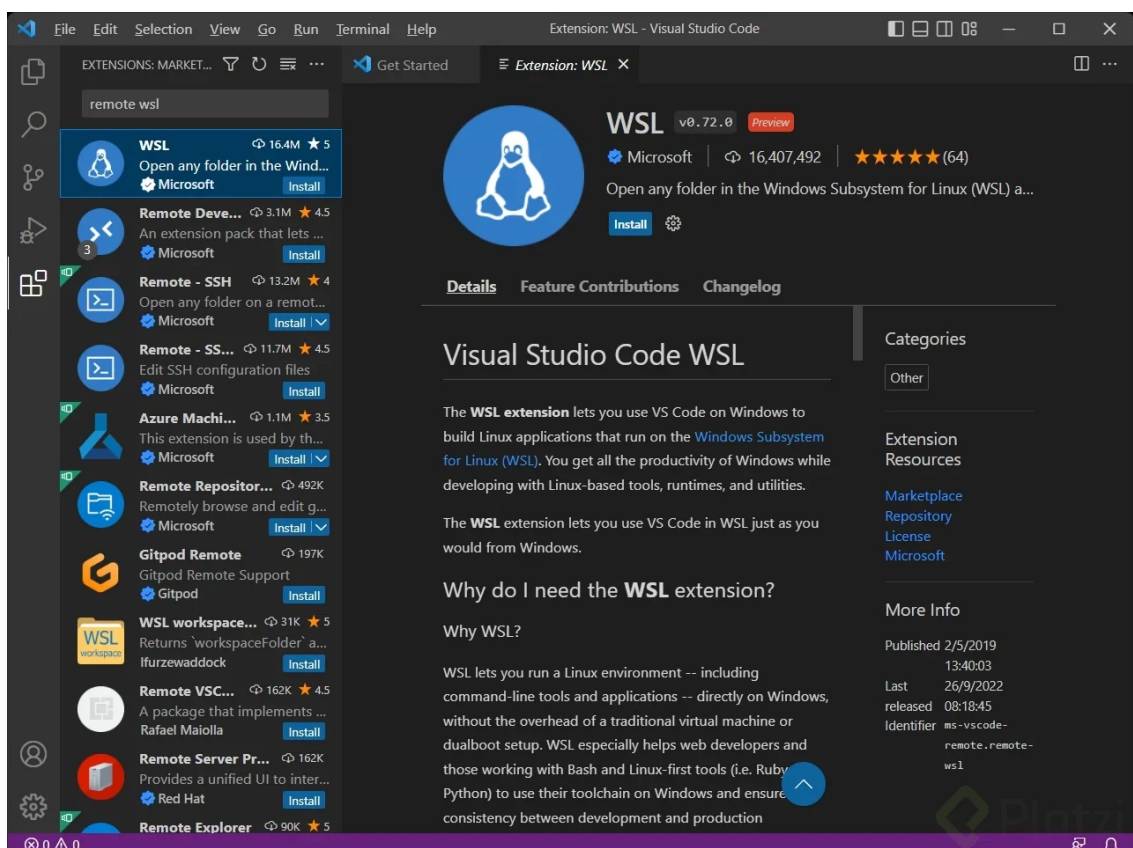 File Edit Selection View Go Run Terminal Help
Extension: WSL - Visual Studio Code
EXTENSIONS: MARKET...
Get Started
Extension: WSL
remote wsl
WSL 16.4M 5
Open any folder in the Wind...
Microsoft Install
Remote Deve... 3.1M 4.5
An extension pack that lets ...
3
Microsoft Install
Remote - SSH 13.2M 4
Open any folder on a remot...
Microsoft Install
Remote - SS... 11.7M 4.5
Edit SSH configuration files
Microsoft Install
Azure Machi... 1.1M 3.5
This extension is used by th...
Microsoft Install
Remote Repositor... 492K
Remotely browse and edit g...
Microsoft Install
Gitpod Remote 197K
Gitpod Remote Support
Gitpod Install
WSL workspace... 31K 5
WSL
workspace
Returns `workspaceFolder` a...
lfurzewaddock Install
Remote VSC... 162K 4.5
A package that implements ...
Rafael Maiolla Install
Remote Server Pr... 162K
Provides a unified UI to inter...
Red Hat Install
Remote Explorer 90K 5
WSL v0.72.0 Preview
Microsoft 16,407,492 (64)
Open any folder in the Windows Subsystem for Linux (WSL) a...
Install
Details Feature Contributions Changelog
Visual Studio Code WSL
The WSL extension lets you use VS Code on Windows to
build Linux applications that run on the Windows Subsystem
for Linux (WSL). You get all the productivity of Windows while
developing with Linux-based tools, runtimes, and utilities.
The WSL extension lets you use VS Code in WSL just as you
would from Windows.
Why do I need the WSL extension?
Why WSL?
WSL lets you run a Linux environment -- including
command-line tools and applications -- directly on Windows,
without the overhead of a traditional virtual machine or
dualboot setup. WSL especially helps web developers and
those working with Bash and Linux-first tools (i.e. Ruby,
Python) to use their toolchain on Windows and ensure
consistency between development and production
Categories
Other
Extension
Resources
Marketplace
Repository
License
Microsoft
More Info
Published 2/5/2019
13:40:03
Last 26/9/2022
released 08:18:45
Identifier ms-vscode-
remote.remote-
wsl
Platzi
0 0